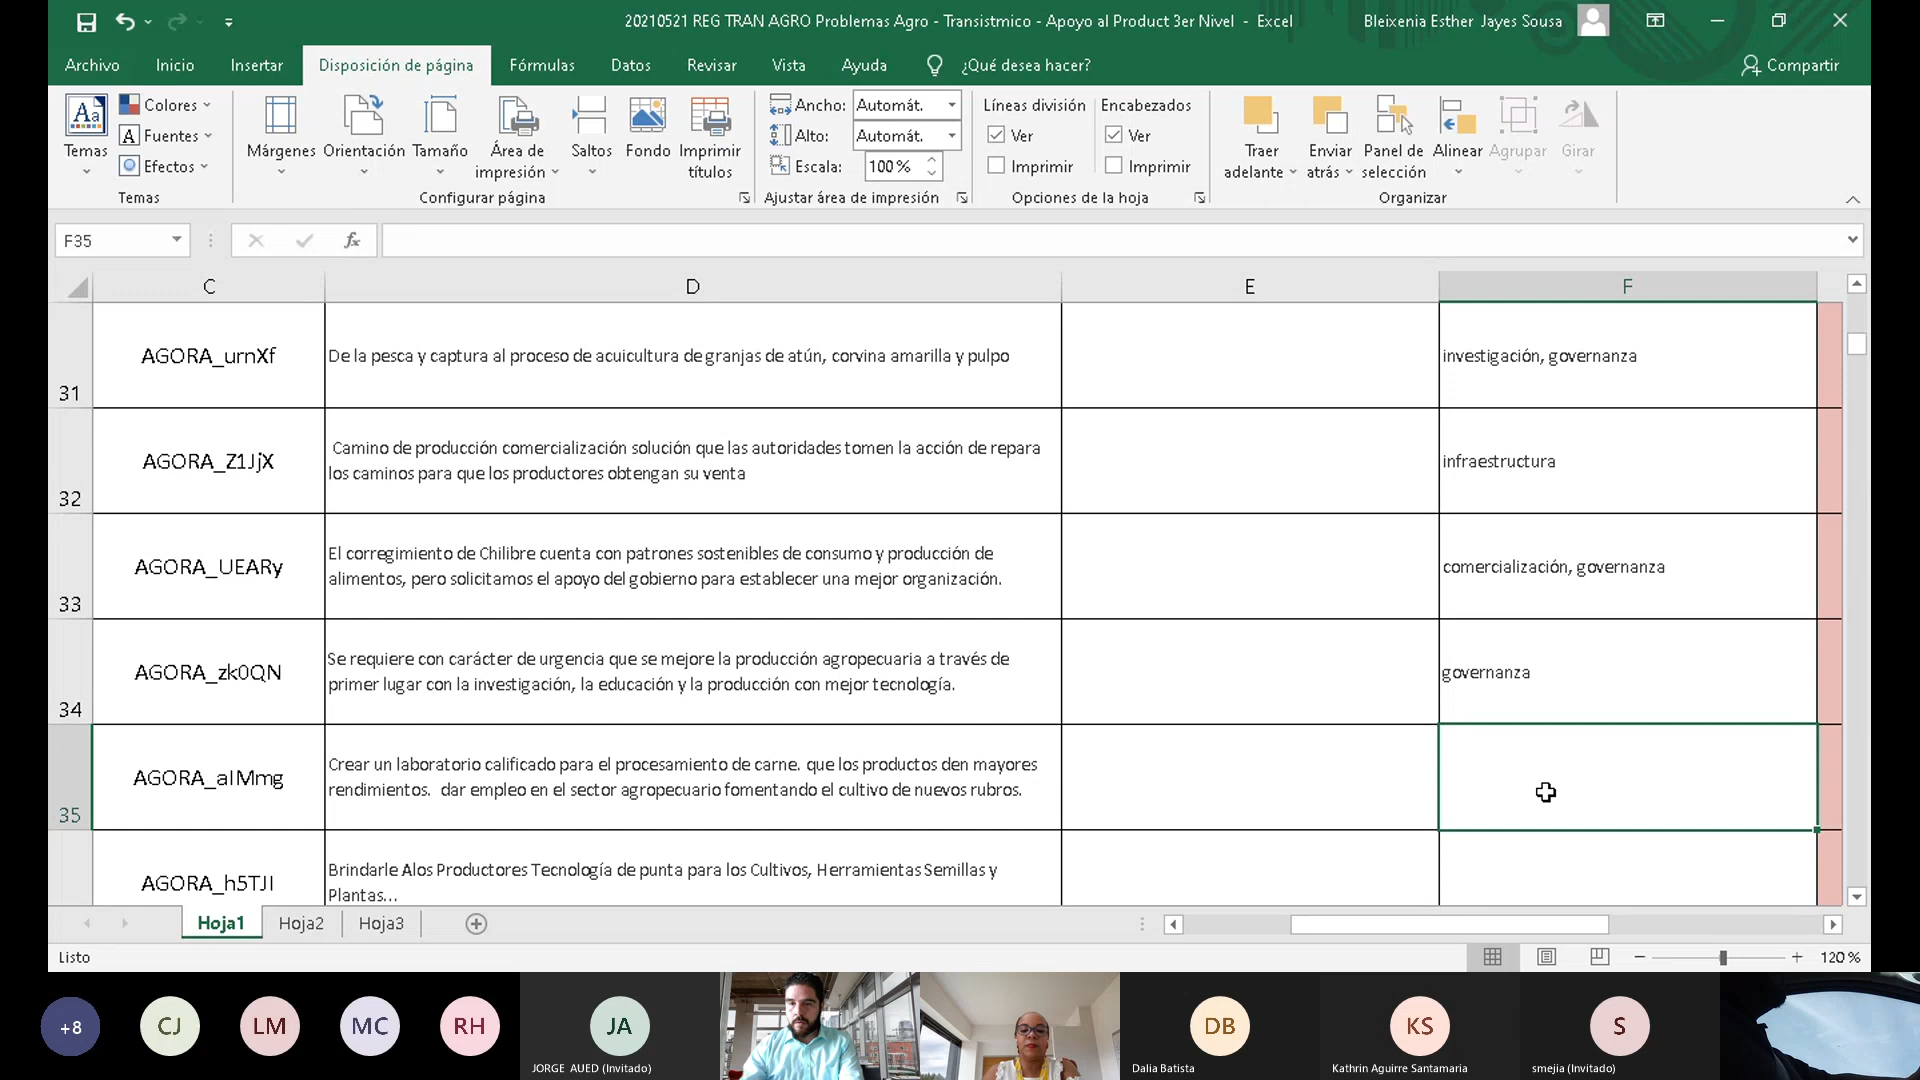 20210521 REG TRAN AGRO Problemas Agro - Transistmico - Apoyo al Product 3er Nivel - Excel
Bleixenia Esther Jayes Sousa
Archivo
Inicio
Insertar
Disposición de página
Fórmulas
Datos
Revisar
Vista
Ayuda
¿Qué desea hacer?
Compartir
Aa
Temas
Colores
A Fuentes
Efectos
Temas
Márgenes
Orientación
Tamaño
Área de
impresión
Saltos
Fondo
Imprimir
títulos
Configurar página
Ancho: Automát.
Alto: Automát.
Escala: 100 %
Ajustar área de impresión
Líneas división
Ver
Imprimir
Encabezados
Ver
Imprimir
Opciones de la hoja
Traer
adelante
Enviar
atrás
Panel de
selección
Alinear
Agrupar
Girar
Organizar
F35
fx
C
D
E
F
31
AGORA_urnXf
De la pesca y captura al proceso de acuicultura de granjas de atún, corvina amarilla y pulpo
investigación, governanza
32
AGORA_Z1JjX
Camino de producción comercialización solución que las autoridades tomen la acción de repara
los caminos para que los productores obtengan su venta
infraestructura
33
AGORA_UEARy
El corregimiento de Chilibre cuenta con patrones sostenibles de consumo y producción de
alimentos, pero solicitamos el apoyo del gobierno para establecer una mejor organización.
comercialización, governanza
34
AGORA_zk0QN
Se requiere con carácter de urgencia que se mejore la producción agropecuaria a través de
primer lugar con la investigación, la educación y la producción con mejor tecnología.
governanza
35
AGORA_aIMmg
Crear un laboratorio calificado para el procesamiento de carne. que los productos den mayores
rendimientos. dar empleo en el sector agropecuario fomentando el cultivo de nuevos rubros.
AGORA_h5TJI
Brindarle Alos Productores Tecnología de punta para los Cultivos, Herramientas Semillas y
Plantas...
Hoja1
Hoja2
Hoja3
Listo
120 %
+8
CJ
LM
MC
RH
JA
JORGE AUED (Invitado)
DB
Dalia Batista
KS
Kathrin Aguirre Santamaria
S
smejia (Invitado)